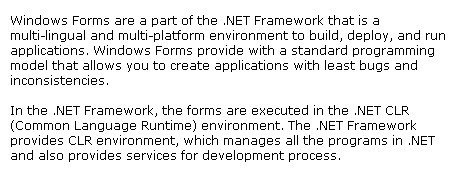 Windows Forms are a part of the .NET Framework that is a
multi-lingual and multi-platform environment to build, deploy, and run
applications. Windows Forms provide with a standard programming
model that allows you to create applications with least bugs and
inconsistencies.
In the .NET Framework, the forms are executed in the .NET CLR
(Common Language Runtime) environment. The .NET Framework
provides CLR environment, which manages all the programs in .NET
and also provides services for development process.